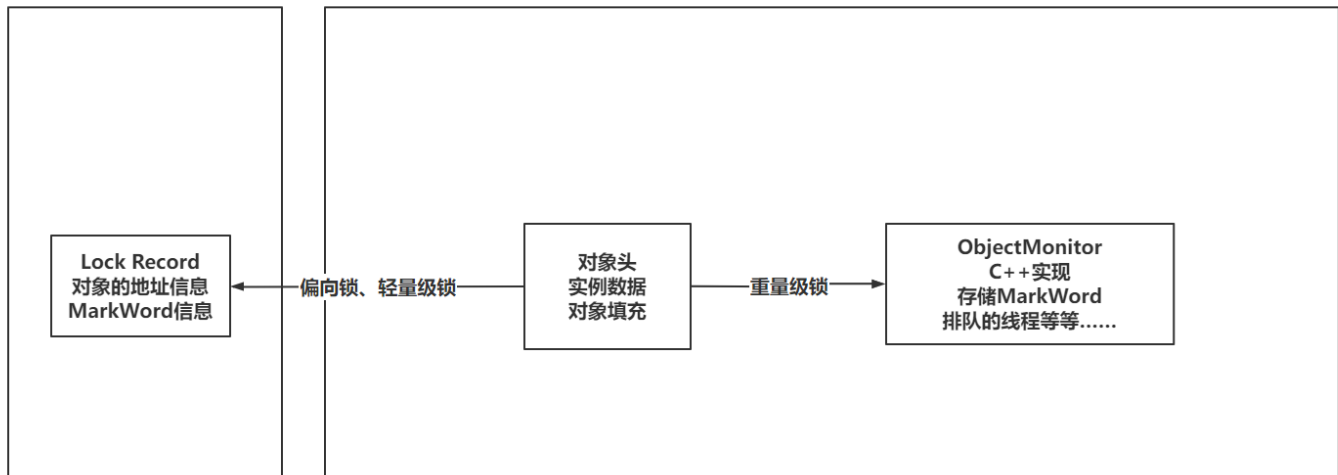 Lock Record
对象的地址信息
MarkWord信息
偏向锁、轻量级锁
对象头
实例数据
对象填充
重量级锁
ObjectMonitor
C++实现
存储MarkWord
排队的线程等等……